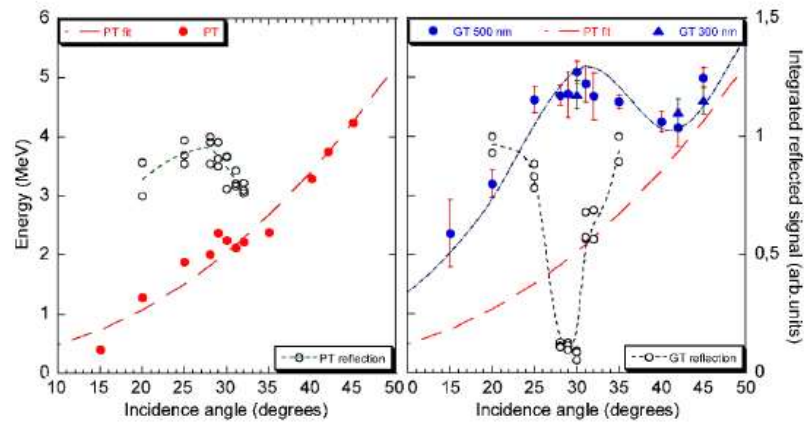 PT fit PT
GT 500 nm PT fit GT 300 nm
6
5
4
3
2
1
0
Energy (MeV)
PT reflection
10 15 20 25 30 35 40 45 50
Incidence angle (degrees)
1,5
1
0,5
0
Integrated reflected signal (arb.units)
GT reflection
10 15 20 25 30 35 40 45 50
Incidence angle (degrees)